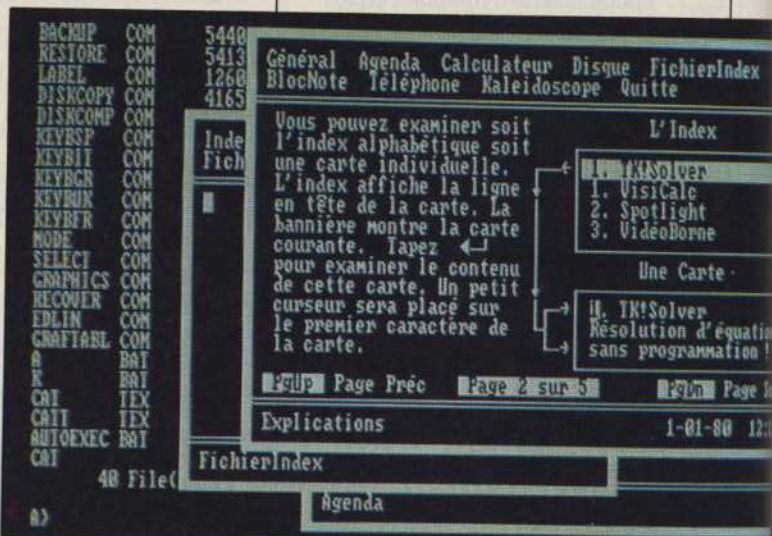 BACKUP COM 5440
RESTORE COM 5413
LABEL COM 1260
DISKCOPY COM 4165
DISKCOMP COM
KEYBSP COM
KEYBIT COM
KEYBGR COM
KEYBUK COM
KEYBFR COM
MODE COM
SELECT COM
GRAPHICS COM
RECOVER COM
EDLIN COM
GRAFTABL COM
A BAT
K BAT
CAT TEX
CAT1 TEX
AUTOEXEC BAT
CAT
40 File(
A>
Inde
Fich
Général Agenda Calculateur Disque FichierIndex
BlocNote Téléphone Kaleidoscope Quitte
Vous pouvez examiner soit
l'index alphabétique soit
une carte individuelle.
L'index affiche la ligne
en tête de la carte. La
bannière montre la carte
courante. Tapez ◄┘
pour examiner le contenu
de cette carte. Un petit
curseur sera placé sur
le premier caractère de
la carte.
L'Index
1. TK!Solver
1. VisiCalc
2. Spotlight
3. VidéoBorne
Une Carte
TK!Solver
Résolution d'équatio
sans programmation !
PgUp Page Préc Page 2 sur 5 PgDn Page
Explications 1-01-80 12:
FichierIndex
Agenda